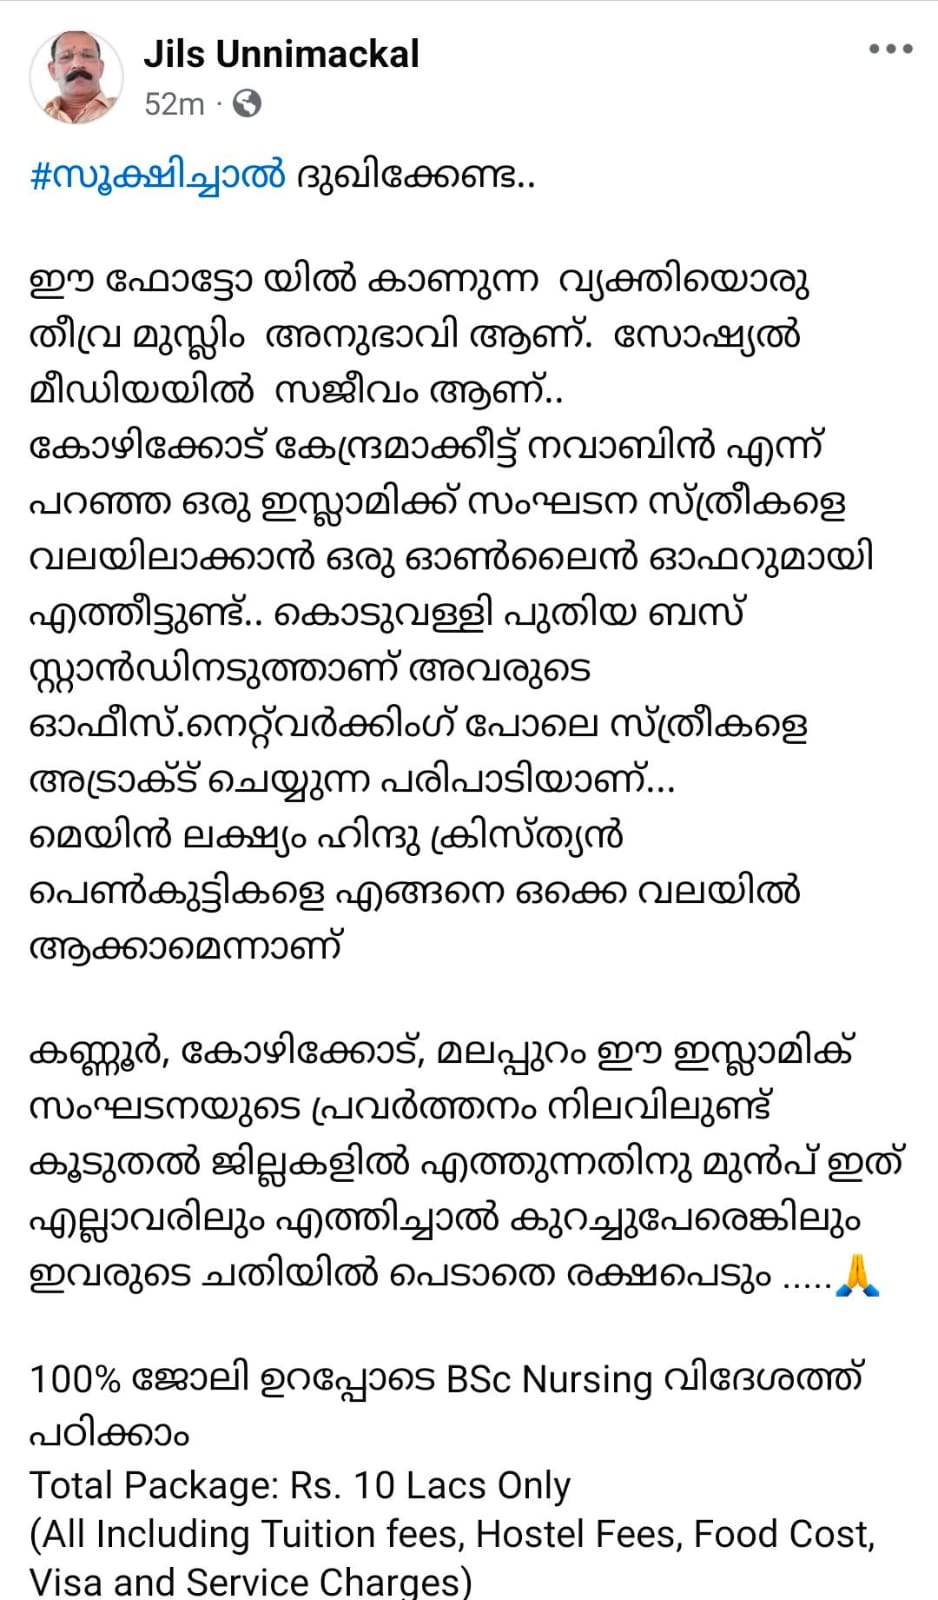 Jils Unnimackal
52m ·
#സൂക്ഷിച്ചാൽ ദുഖിക്കേണ്ട..
ഈ ഫോട്ടോ യിൽ കാണുന്ന വ്യക്തിയൊരു
തീവ്ര മുസ്ലിം അനുഭാവി ആണ്. സോഷ്യൽ
മീഡിയയിൽ സജീവം ആണ്..
കോഴിക്കോട് കേന്ദ്രമാക്കീട്ട് നവാബിൻ എന്ന്
പറഞ്ഞ ഒരു ഇസ്ലാമിക്ക് സംഘടന സ്ത്രീകളെ
വലയിലാക്കാൻ ഒരു ഓൺലൈൻ ഓഫറുമായി
എത്തീട്ടുണ്ട്.. കൊടുവള്ളി പുതിയ ബസ്
സ്റ്റാൻഡിനടുത്താണ് അവരുടെ
ഓഫീസ്.നെറ്റ്‌വർക്കിംഗ് പോലെ സ്ത്രീകളെ
അട്രാക്ട് ചെയ്യുന്ന പരിപാടിയാണ്...
മെയിൻ ലക്ഷ്യം ഹിന്ദു ക്രിസ്ത്യൻ
പെൺകുട്ടികളെ എങ്ങനെ ഒക്കെ വലയിൽ
ആക്കാമെന്നാണ്
കണ്ണൂർ, കോഴിക്കോട്, മലപ്പുറം ഈ ഇസ്ലാമിക്
സംഘടനയുടെ പ്രവർത്തനം നിലവിലുണ്ട്
കൂടുതൽ ജില്ലകളിൽ എത്തുന്നതിനു മുൻപ് ഇത്
എല്ലാവരിലും എത്തിച്ചാൽ കുറച്ചുപേരെങ്കിലും
ഇവരുടെ ചതിയിൽ പെടാതെ രക്ഷപെടും .....🙏
100% ജോലി ഉറപ്പോടെ BSc Nursing വിദേശത്ത്
പഠിക്കാം
Total Package: Rs. 10 Lacs Only
(All Including Tuition fees, Hostel Fees, Food Cost,
Visa and Service Charges)